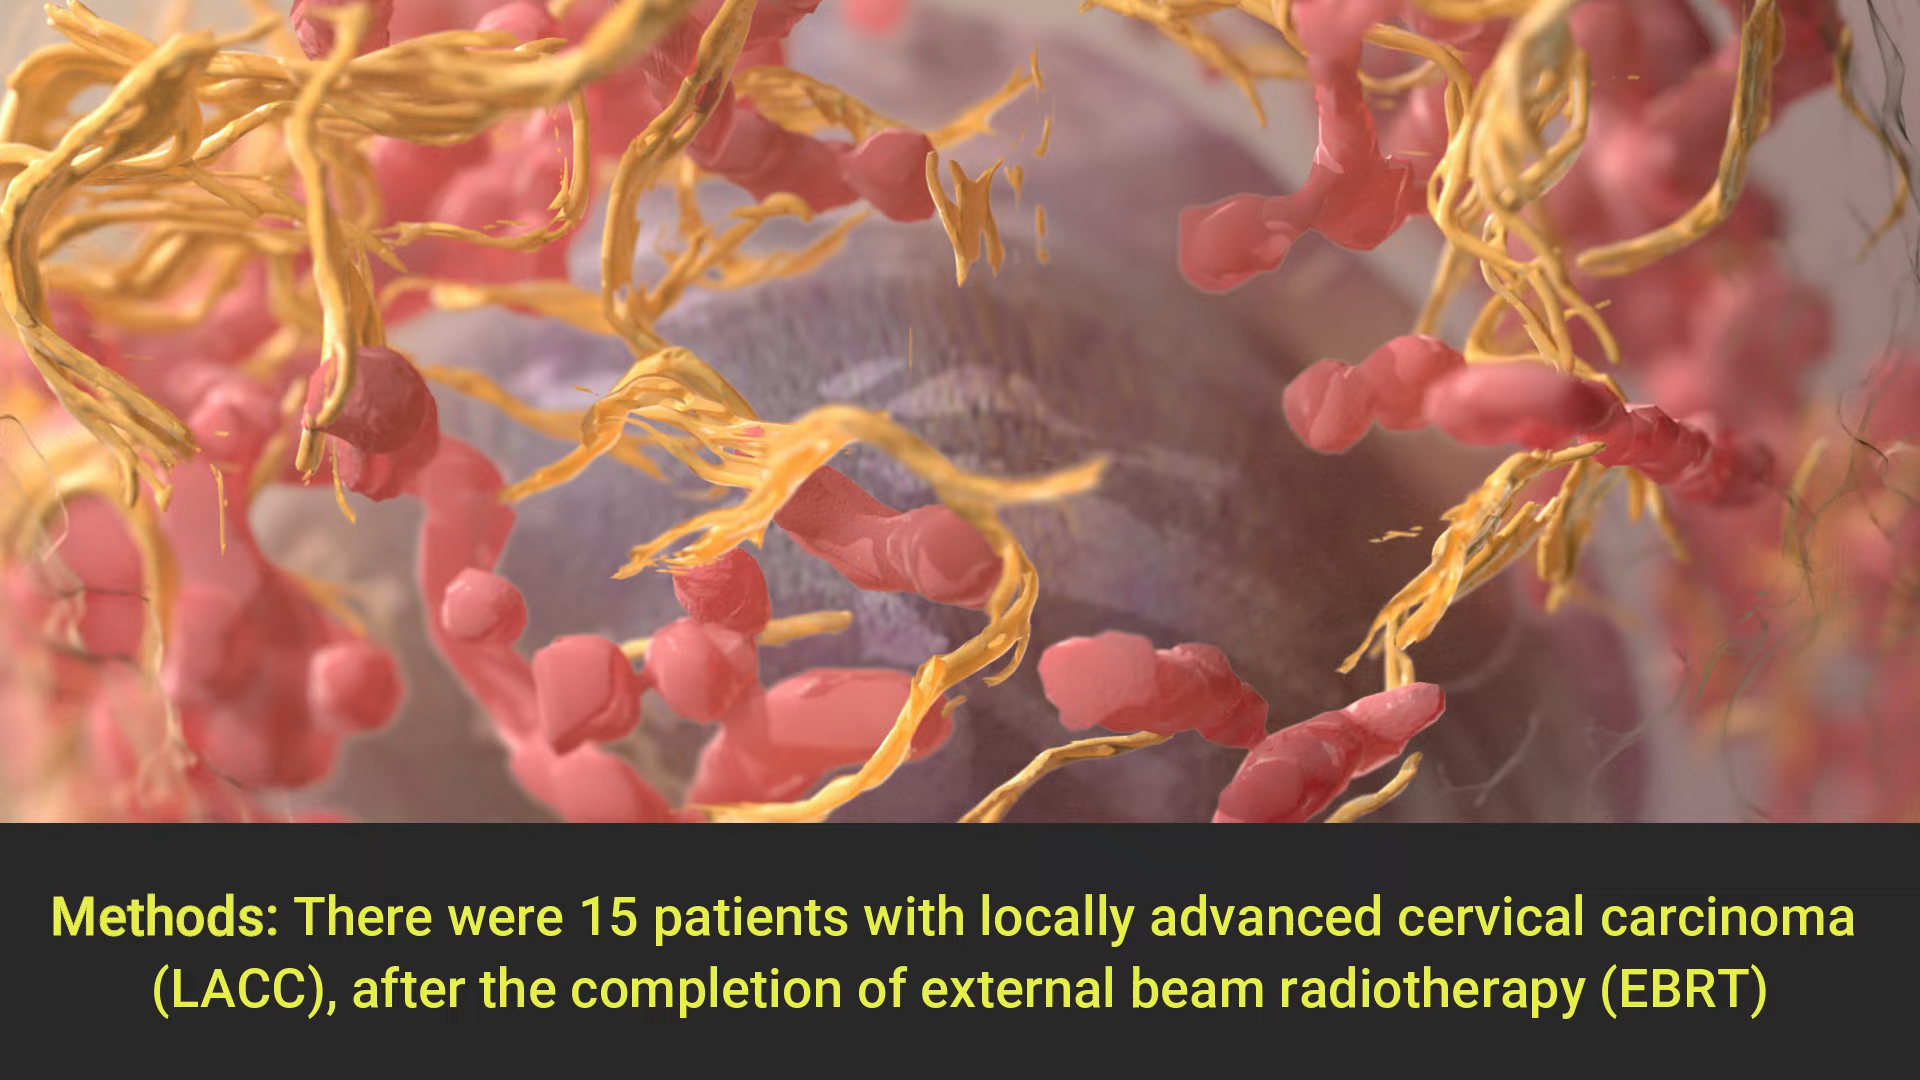 Methods: There were 15 patients with locally advanced cervical carcinoma
(LACC), after the completion of external beam radiotherapy (EBRT)